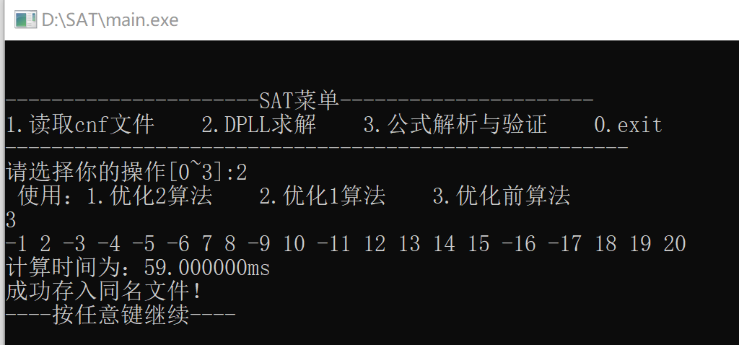 D:\SAT\main.exe
----------------------SAT菜单----------------------
1.读取cnf文件    2.DPLL求解    3.公式解析与验证    0.exit
------------------------------------------------------
请选择你的操作[0~3]:2
 使用：1.优化2算法    2.优化1算法    3.优化前算法
3
-1 2 -3 -4 -5 -6 7 8 -9 10 -11 12 13 14 15 -16 -17 18 19 20
计算时间为：59.000000ms
成功存入同名文件！
----按任意键继续----